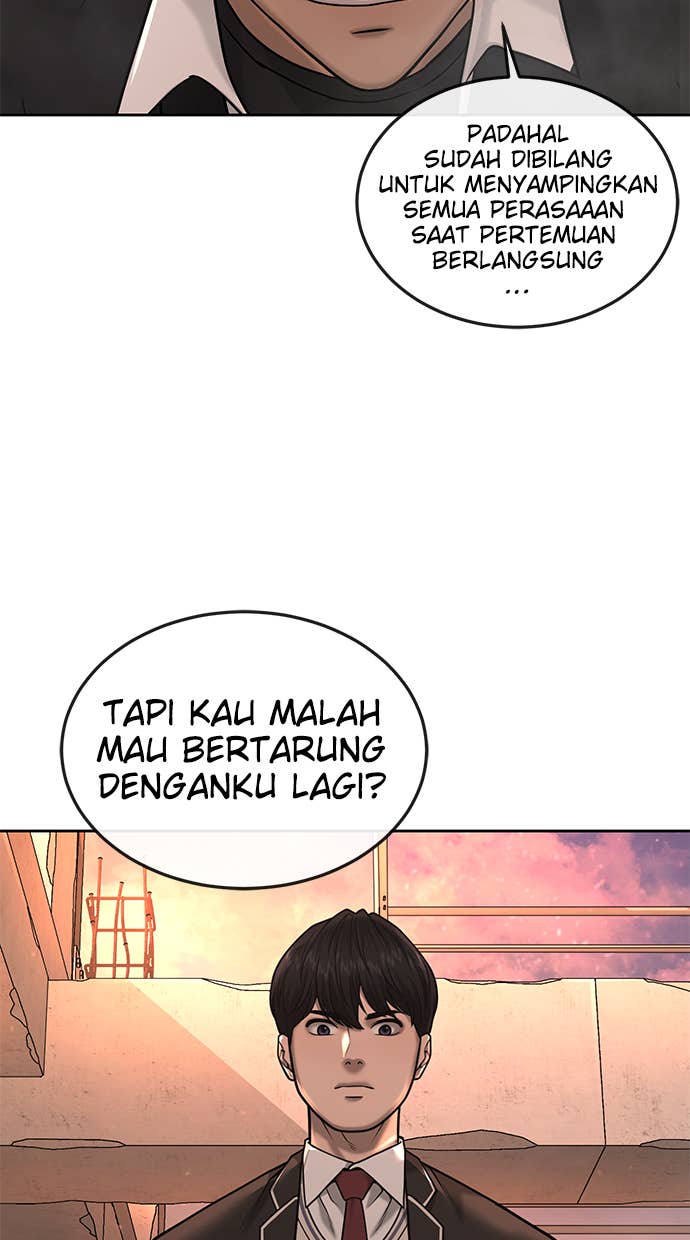 PADAHAL
SUDAH DIBILANG
UNTUK MENYAMPINGKAN
SEMUA PERASAAAN
SAAT PERTEMUAN
BERLANGSUNG
...
TAPI KAU MALAH
MAU BERTARUNG
DENGANKU LAGI?